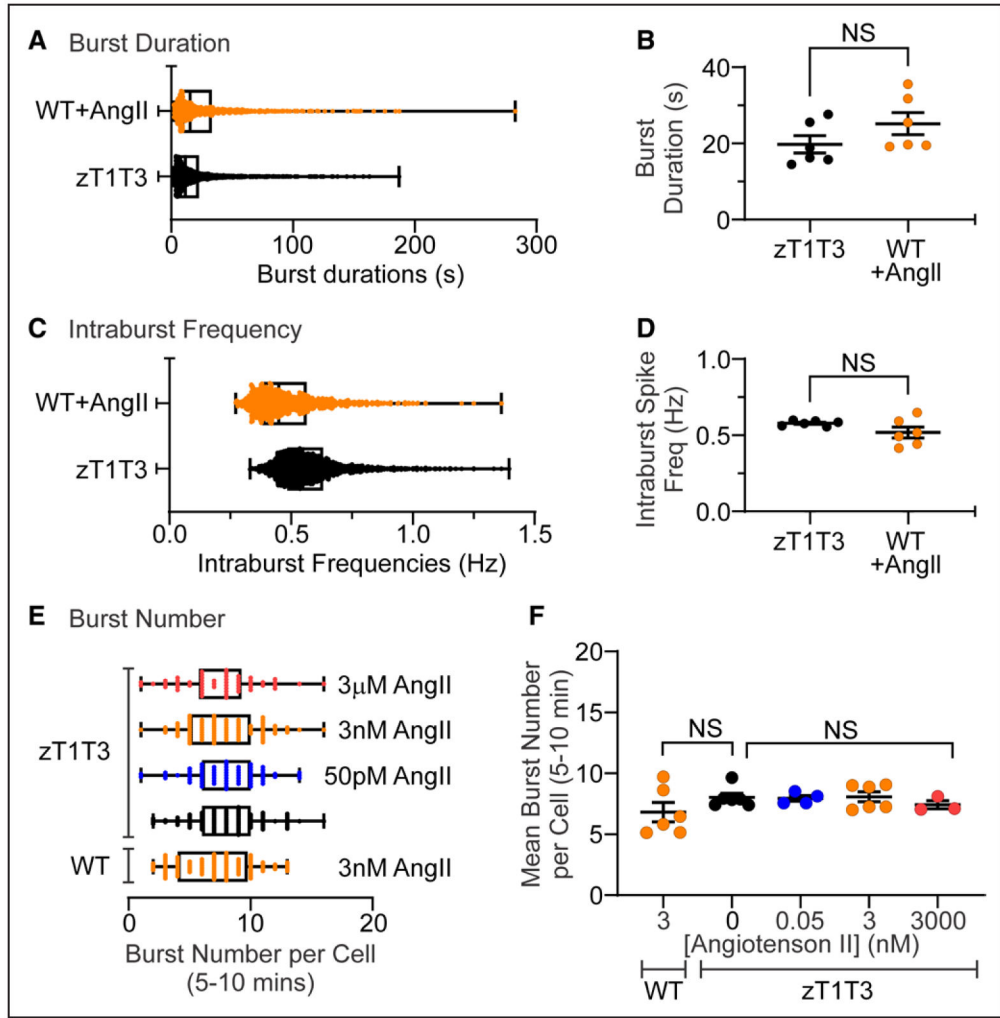 A Burst Duration
WT+AngII
zT1T3
0 100 200 300
Burst durations (s)
B
NS
Burst
Duration (s)
40
20
0
zT1T3 WT
+AngII
C Intraburst Frequency
WT+AngII
zT1T3
0.0 0.5 1.0 1.5
Intraburst Frequencies (Hz)
D
NS
Intraburst Spike
Freq (Hz)
1.0
0.5
0.0
zT1T3 WT
+AngII
E Burst Number
zT1T3
3μM AngII
3nM AngII
50pM AngII
WT
3nM AngII
0 10 20
Burst Number per Cell
(5-10 mins)
F
Mean Burst Number
per Cell (5-10 min)
20
15
10
5
0
NS NS
3 0 0.05 3 3000
[Angiotenson II] (nM)
WT zT1T3